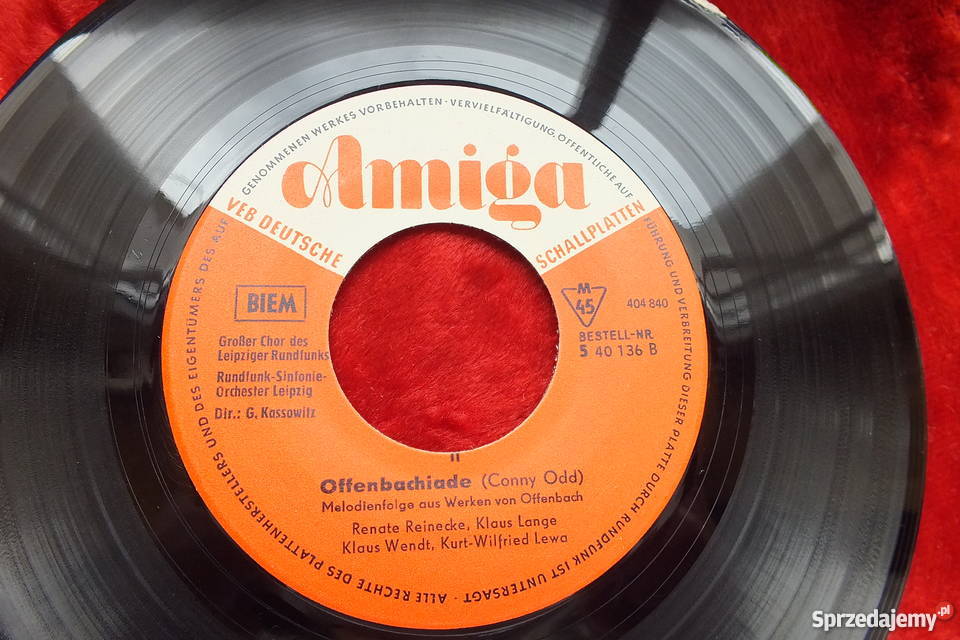 ALLE RECHTE DES PLATTENHERSTELLERS UND DES EIGENTÜMERS DES AUF GENOMMENEN WERKES VORBEHALTEN · VERVIELFÄLTIGUNG, ÖFFENTLICHE AUF FÜHRUNG UND VERBREITUNG DIESER PLATTE DURCH RUNDFUNK IST UNTERSAGT ·
Amiga
VEB DEUTSCHE SCHALLPLATTEN
BIEM
M
45
404 840
BESTELL-NR.
5 40 136 B
Großer Chor des
Leipziger Rundfunks
Rundfunk-Sinfonie-
Orchester Leipzig
Dir.: G. Kassowitz
II
Offenbachiade (Conny Odd)
Melodienfolge aus Werken von Offenbach
Renate Reinecke, Klaus Lange
Klaus Wendt, Kurt-Wilfried Lewa
Sprzedajemy.pl